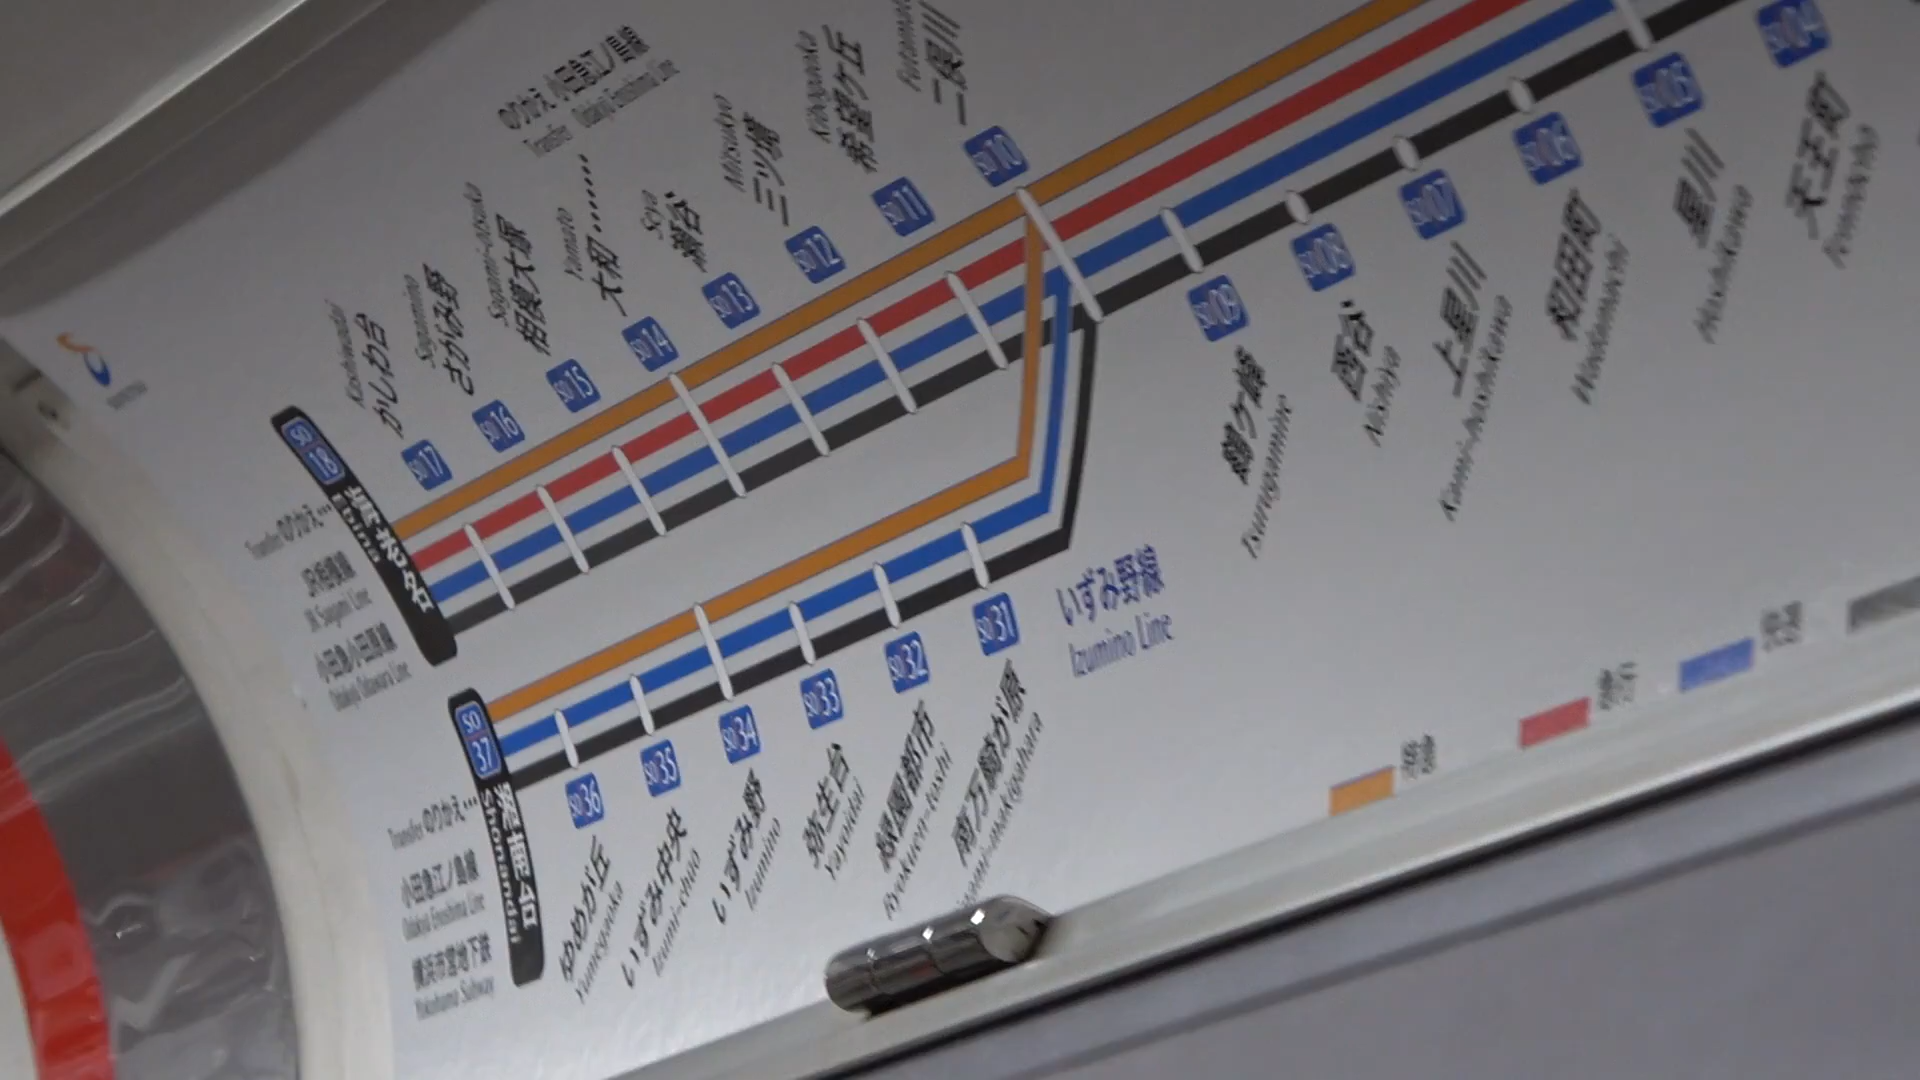 のりかえ 小田急江ノ島線
Transfer Odakyu Enoshima Line
二俣川
SO10
Kibogaoka
希望ケ丘
SO11
Mitsukyo
三ツ境
SO12
Seya
瀬谷
SO13
Yamato
大和……
SO14
Sagami-otsuka
相模大塚
SO15
Sagamino
さがみ野
SO16
Kashiwadai
かしわ台
SO17
SO18
海老名
Ebina
Transfer のりかえ…
JR相模線
JR Sagami Line
小田急小田原線
Odakyu Odawara Line
SO04
天王町
Tennocho
SO05
星川
Hoshikawa
SO06
和田町
Wadamachi
SO07
上星川
Kami-hoshikawa
SO08
西谷
Nishiya
SO09
鶴ケ峰
Tsurugamine
いずみ野線
Izumino Line
SO31
南万騎が原
SO32
緑園都市
Ryokuen-toshi
SO33
弥生台
Yayoidai
SO34
いずみ野
Izumino
SO35
いずみ中央
Izumi-chuo
SO36
ゆめが丘
Yumegaoka
SO37
湘南台
Shonandai
Transfer のりかえ…
小田急江ノ島線
Odakyu Enoshima Line
横浜市営地下鉄
Yokohama Subway